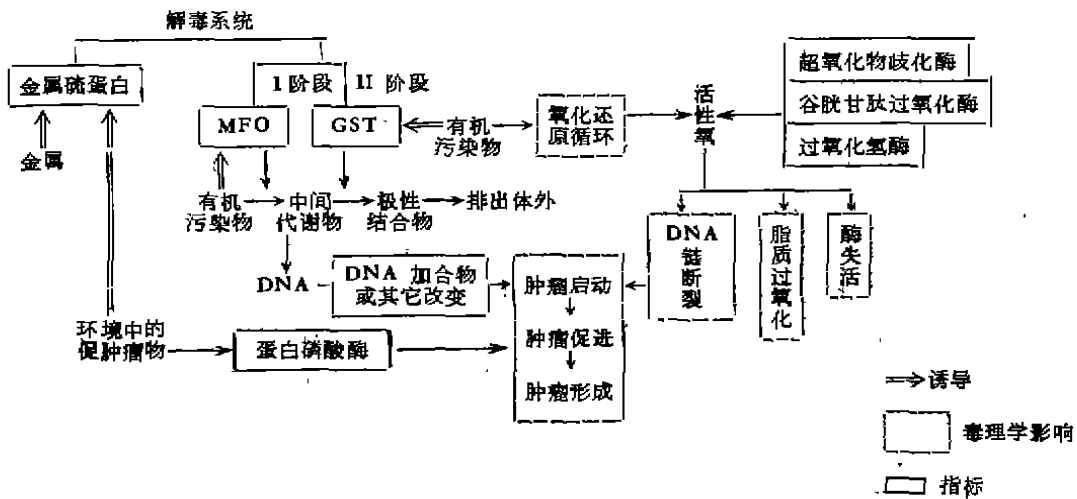 解毒系统
金属硫蛋白
I阶段
II 阶段
MFO
GST
有机
污染物
氧化还
原循环
活性氧
超氧化物歧化酶
谷胱甘肽过氧化酶
过氧化氢酶
金属
有机
污染物
中间
代谢物
极性
结合物
排出体外
DNA
DNA 加合物
或其它改变
肿瘤启动
肿瘤促进
肿瘤形成
DNA
链断裂
脂质过氧化
酶失活
环境中的
促肿瘤物
蛋白磷酸酶
诱导
毒理学影响
指标